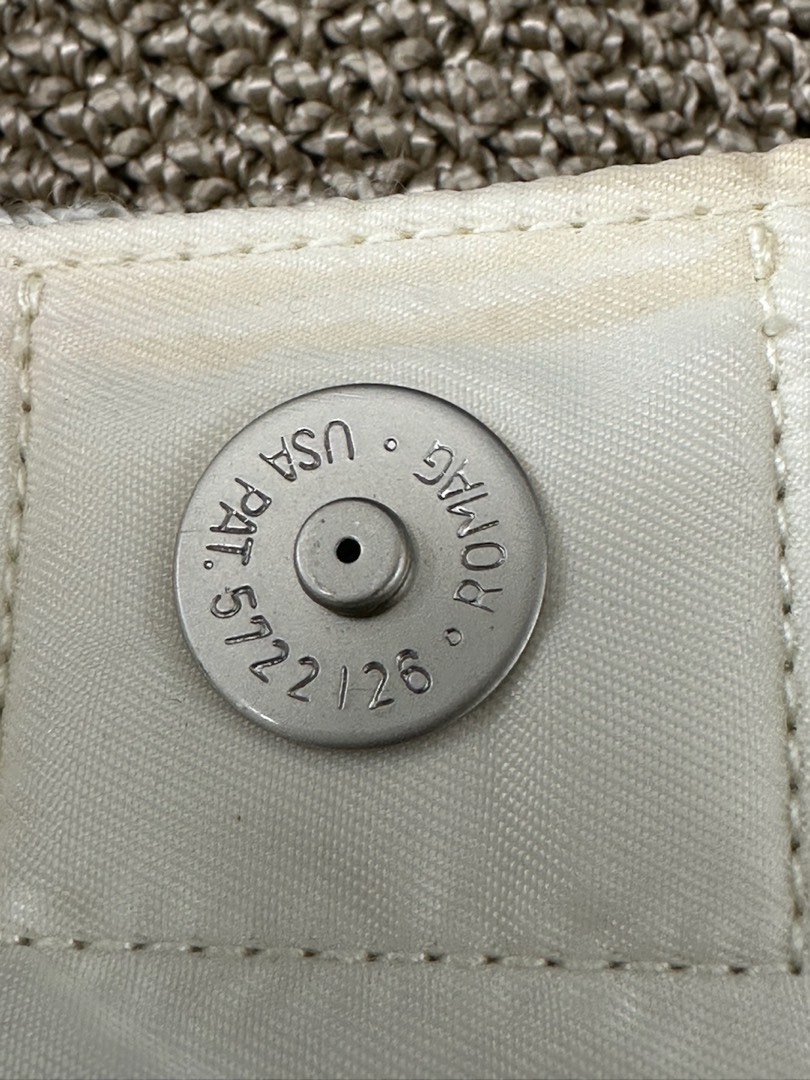 ROMAG • USA PAT. 5722126 •